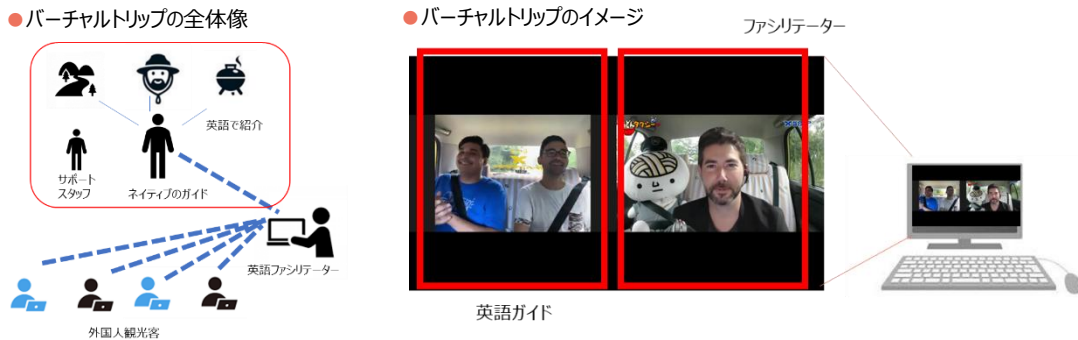 ●バーチャルトリップの全体像
英語で紹介
サポート
スタッフ
ネイティブのガイド
英語ファシリテーター
外国人観光客
●バーチャルトリップのイメージ
ファシリテーター
英語ガイド